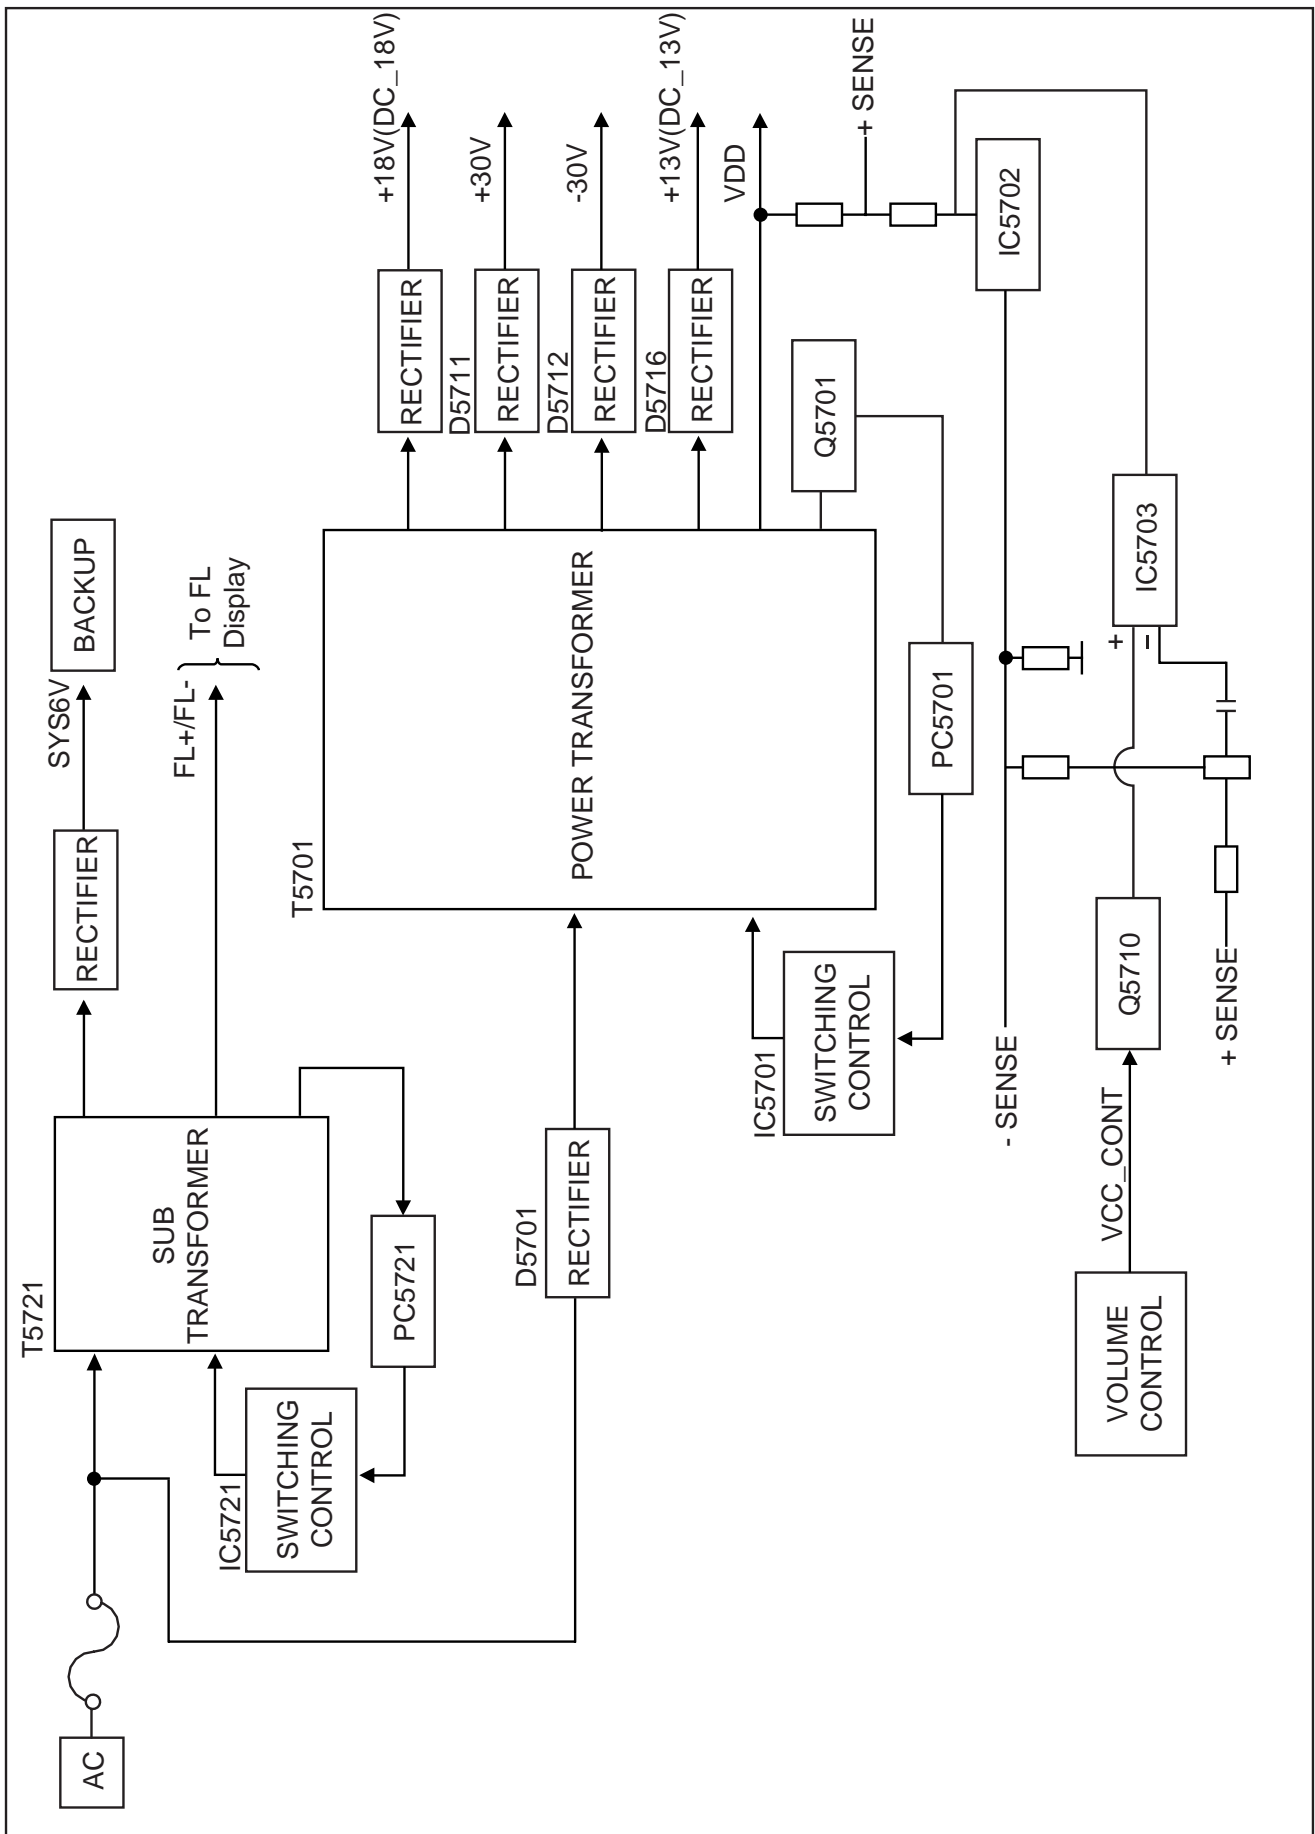 AC
T5721
SUB
TRANSFORMER
RECTIFIER
SYS6V
BACKUP
FL+/FL-
To FL
Display
IC5721
SWITCHING
CONTROL
PC5721
D5701
RECTIFIER
T5701
POWER TRANSFORMER
RECTIFIER
+18V(DC_18V)
D5711
RECTIFIER
+30V
D5712
RECTIFIER
-30V
D5716
RECTIFIER
+13V(DC_13V)
VDD
+ SENSE
IC5701
SWITCHING
CONTROL
PC5701
Q5701
IC5702
- SENSE
VOLUME
CONTROL
VCC_CONT
Q5710
+
-
IC5703
+ SENSE